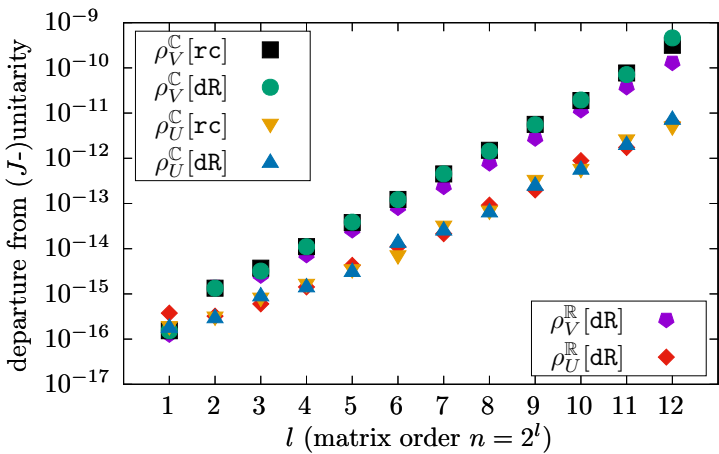 departure from (J-)unitarity
10⁻⁹
10⁻¹⁰
10⁻¹¹
10⁻¹²
10⁻¹³
10⁻¹⁴
10⁻¹⁵
10⁻¹⁶
10⁻¹⁷
ρ_V^ℂ[rc]
ρ_V^ℂ[dR]
ρ_U^ℂ[rc]
ρ_U^ℂ[dR]
ρ_V^ℝ[dR]
ρ_U^ℝ[dR]
1 2 3 4 5 6 7 8 9 10 11 12
l (matrix order n = 2^l)